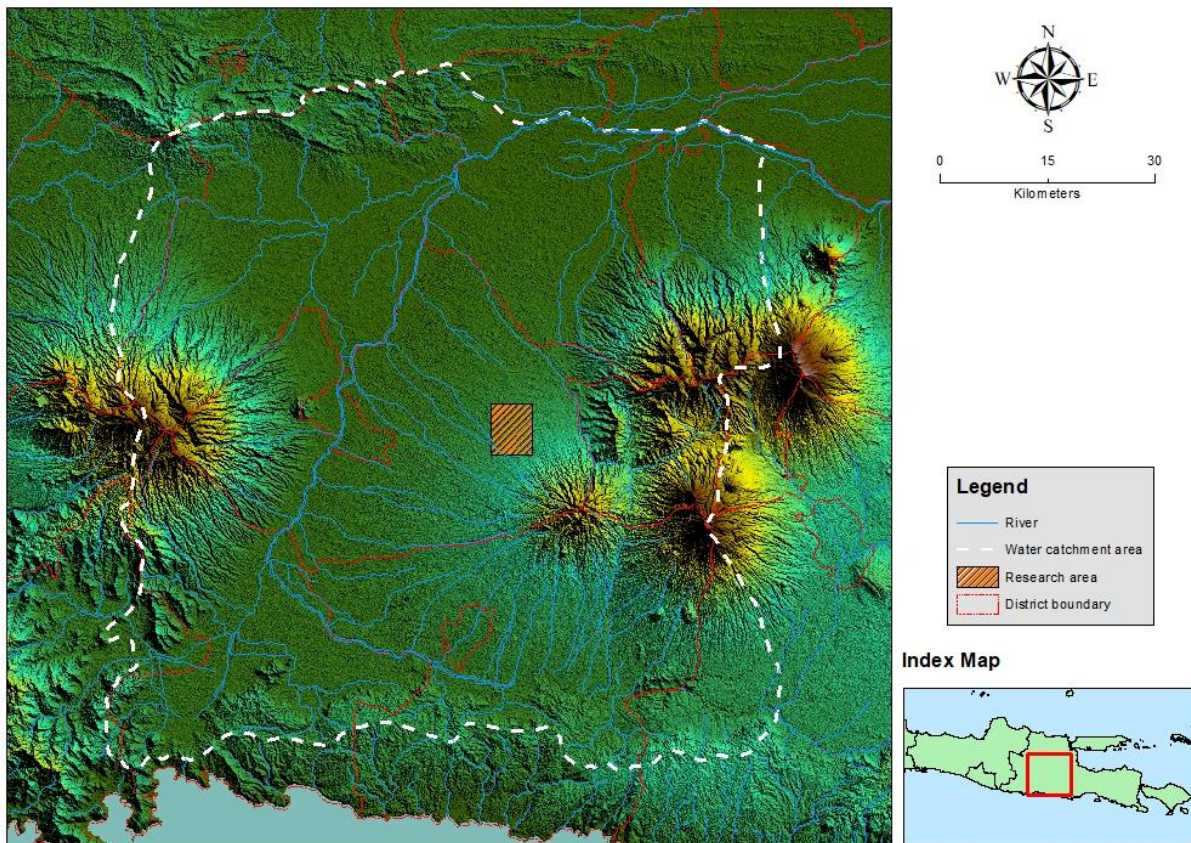 N
W E
S
0 15 30
Kilometers
Legend
River
Water catchment area
Research area
District boundary
Index Map